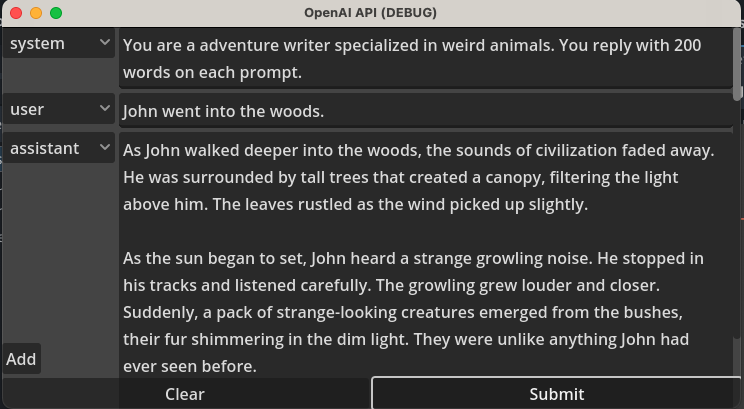 OpenAI API (DEBUG)
system
You are a adventure writer specialized in weird animals. You reply with 200
words on each prompt.
user
John went into the woods.
assistant
As John walked deeper into the woods, the sounds of civilization faded away.
He was surrounded by tall trees that created a canopy, filtering the light
above him. The leaves rustled as the wind picked up slightly.
As the sun began to set, John heard a strange growling noise. He stopped in
his tracks and listened carefully. The growling grew louder and closer.
Suddenly, a pack of strange-looking creatures emerged from the bushes,
their fur shimmering in the dim light. They were unlike anything John had
ever seen before.
Add
Clear
Submit